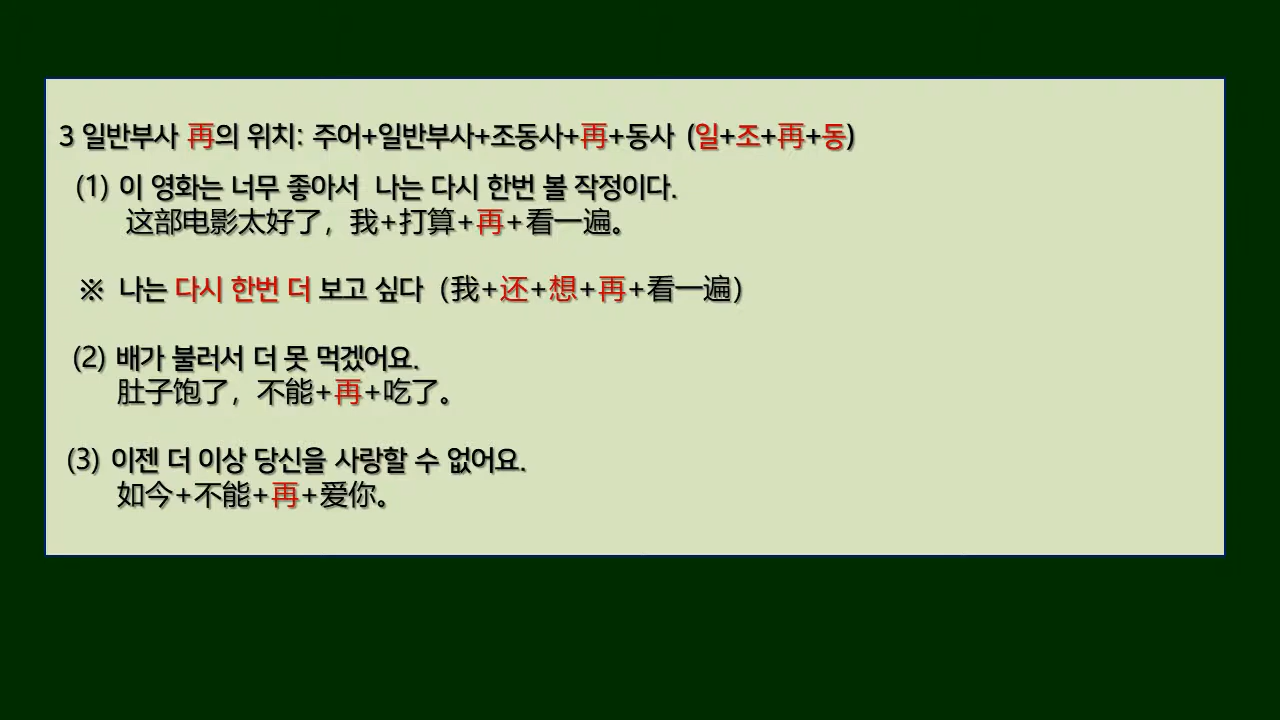 3 일반부사 再의 위치: 주어+일반부사+조동사+再+동사 (일+조+再+동)
(1) 이 영화는 너무 좋아서 나는 다시 한번 볼 작정이다.
这部电影太好了，我+打算+再+看一遍。
※ 나는 다시 한번 더 보고 싶다（我+还+想+再+看一遍）
(2) 배가 불러서 더 못 먹겠어요.
肚子饱了，不能+再+吃了。
(3) 이젠 더 이상 당신을 사랑할 수 없어요.
如今+不能+再+爱你。